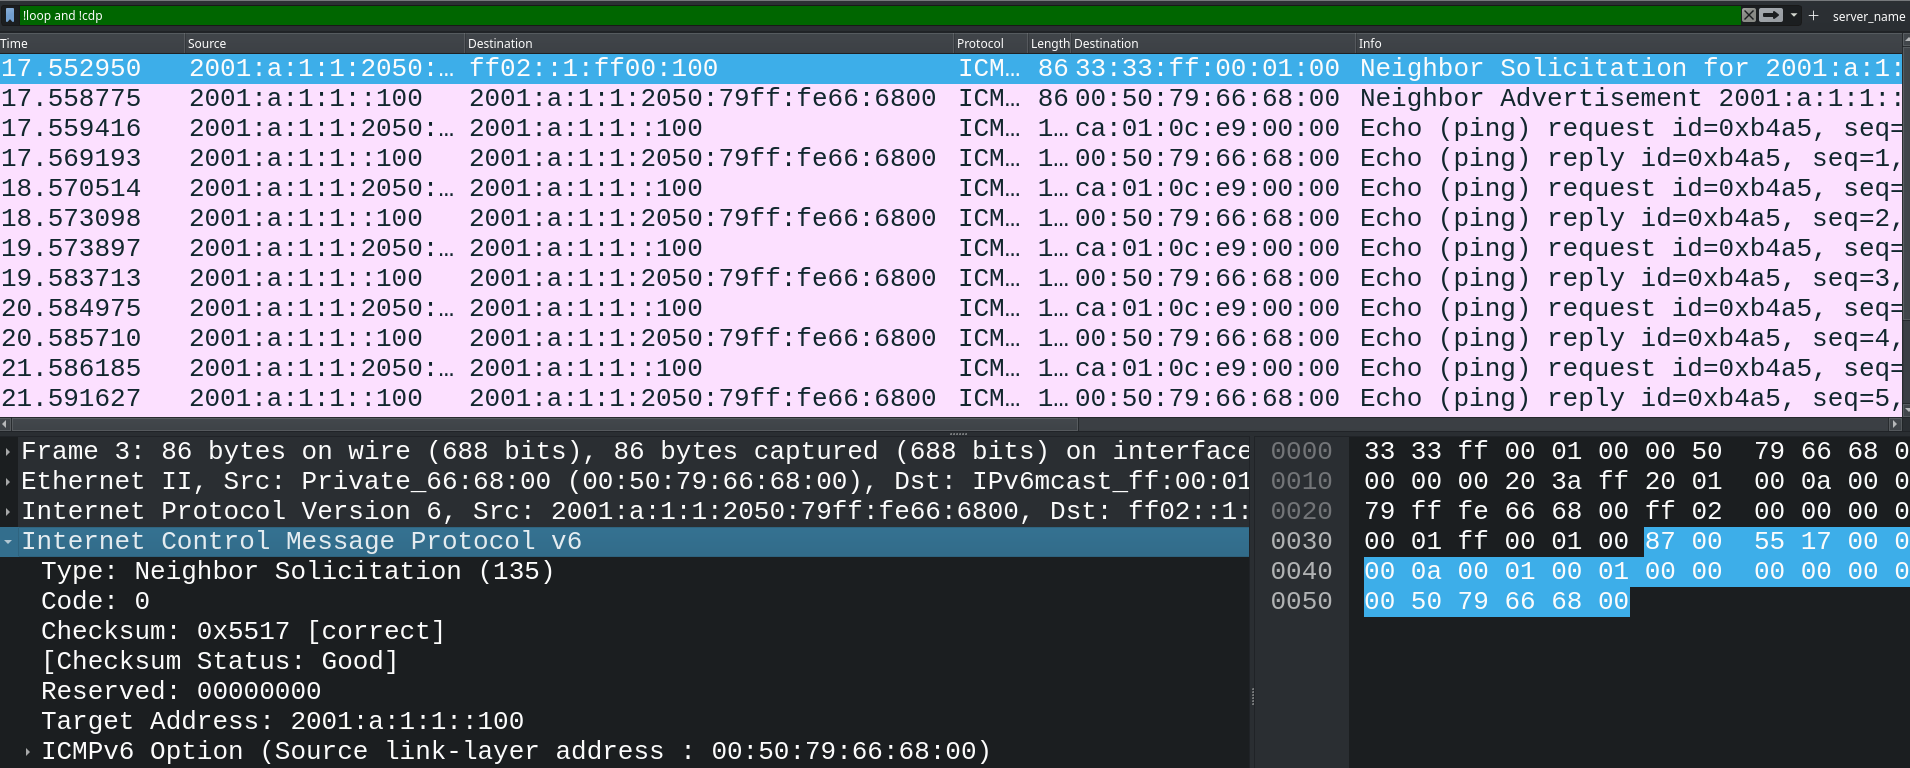 !loop and !cdp server_name
Time Source Destination Protocol Length Destination Info
17.552950 2001:a:1:1:2050:… ff02::1:ff00:100 ICM… 86 33:33:ff:00:01:00 Neighbor Solicitation for 2001:a:1:
17.558775 2001:a:1:1::100 2001:a:1:1:2050:79ff:fe66:6800 ICM… 86 00:50:79:66:68:00 Neighbor Advertisement 2001:a:1:1::
17.559416 2001:a:1:1:2050:… 2001:a:1:1::100 ICM… 1… ca:01:0c:e9:00:00 Echo (ping) request id=0xb4a5, seq=
17.569193 2001:a:1:1::100 2001:a:1:1:2050:79ff:fe66:6800 ICM… 1… 00:50:79:66:68:00 Echo (ping) reply id=0xb4a5, seq=1,
18.570514 2001:a:1:1:2050:… 2001:a:1:1::100 ICM… 1… ca:01:0c:e9:00:00 Echo (ping) request id=0xb4a5, seq=
18.573098 2001:a:1:1::100 2001:a:1:1:2050:79ff:fe66:6800 ICM… 1… 00:50:79:66:68:00 Echo (ping) reply id=0xb4a5, seq=2,
19.573897 2001:a:1:1:2050:… 2001:a:1:1::100 ICM… 1… ca:01:0c:e9:00:00 Echo (ping) request id=0xb4a5, seq=
19.583713 2001:a:1:1::100 2001:a:1:1:2050:79ff:fe66:6800 ICM… 1… 00:50:79:66:68:00 Echo (ping) reply id=0xb4a5, seq=3,
20.584975 2001:a:1:1:2050:… 2001:a:1:1::100 ICM… 1… ca:01:0c:e9:00:00 Echo (ping) request id=0xb4a5, seq=
20.585710 2001:a:1:1::100 2001:a:1:1:2050:79ff:fe66:6800 ICM… 1… 00:50:79:66:68:00 Echo (ping) reply id=0xb4a5, seq=4,
21.586185 2001:a:1:1:2050:… 2001:a:1:1::100 ICM… 1… ca:01:0c:e9:00:00 Echo (ping) request id=0xb4a5, seq=
21.591627 2001:a:1:1::100 2001:a:1:1:2050:79ff:fe66:6800 ICM… 1… 00:50:79:66:68:00 Echo (ping) reply id=0xb4a5, seq=5,
Frame 3: 86 bytes on wire (688 bits), 86 bytes captured (688 bits) on interface
Ethernet II, Src: Private_66:68:00 (00:50:79:66:68:00), Dst: IPv6mcast_ff:00:01
Internet Protocol Version 6, Src: 2001:a:1:1:2050:79ff:fe66:6800, Dst: ff02::1:
Internet Control Message Protocol v6
Type: Neighbor Solicitation (135)
Code: 0
Checksum: 0x5517 [correct]
[Checksum Status: Good]
Reserved: 00000000
Target Address: 2001:a:1:1::100
ICMPv6 Option (Source link-layer address : 00:50:79:66:68:00)
0000 33 33 ff 00 01 00 00 50 79 66 68 0
0010 00 00 00 20 3a ff 20 01 00 0a 00 0
0020 79 ff fe 66 68 00 ff 02 00 00 00 0
0030 00 01 ff 00 01 00 87 00 55 17 00 0
0040 00 0a 00 01 00 01 00 00 00 00 00 0
0050 00 50 79 66 68 00